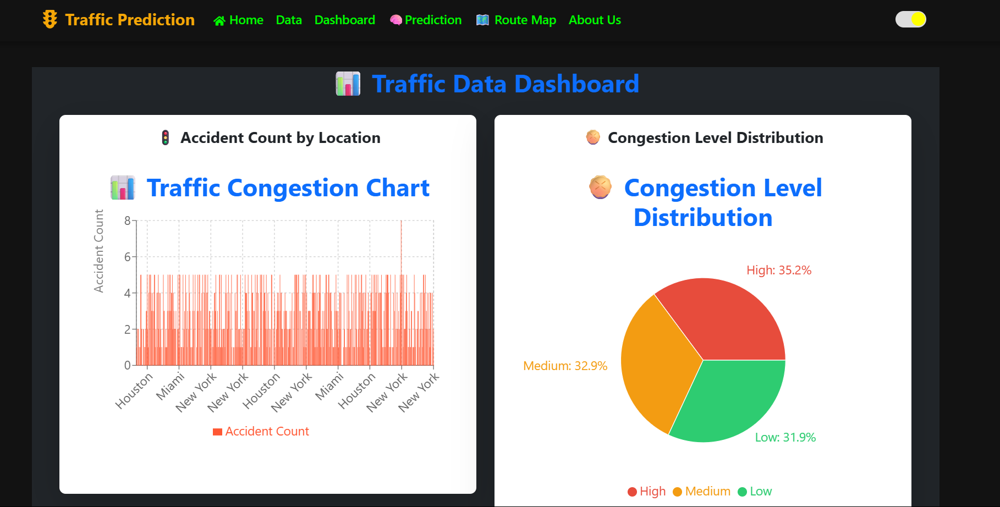 Traffic Prediction Home Data Dashboard Prediction Route Map About Us
Traffic Data Dashboard
Accident Count by Location
Traffic Congestion Chart
Accident Count
8
6
4
2
0
Houston Miami New York New York Houston New York Miami Houston New York New York
Accident Count
Congestion Level Distribution
Congestion Level
Distribution
High: 35.2%
Medium: 32.9%
Low: 31.9%
High Medium Low